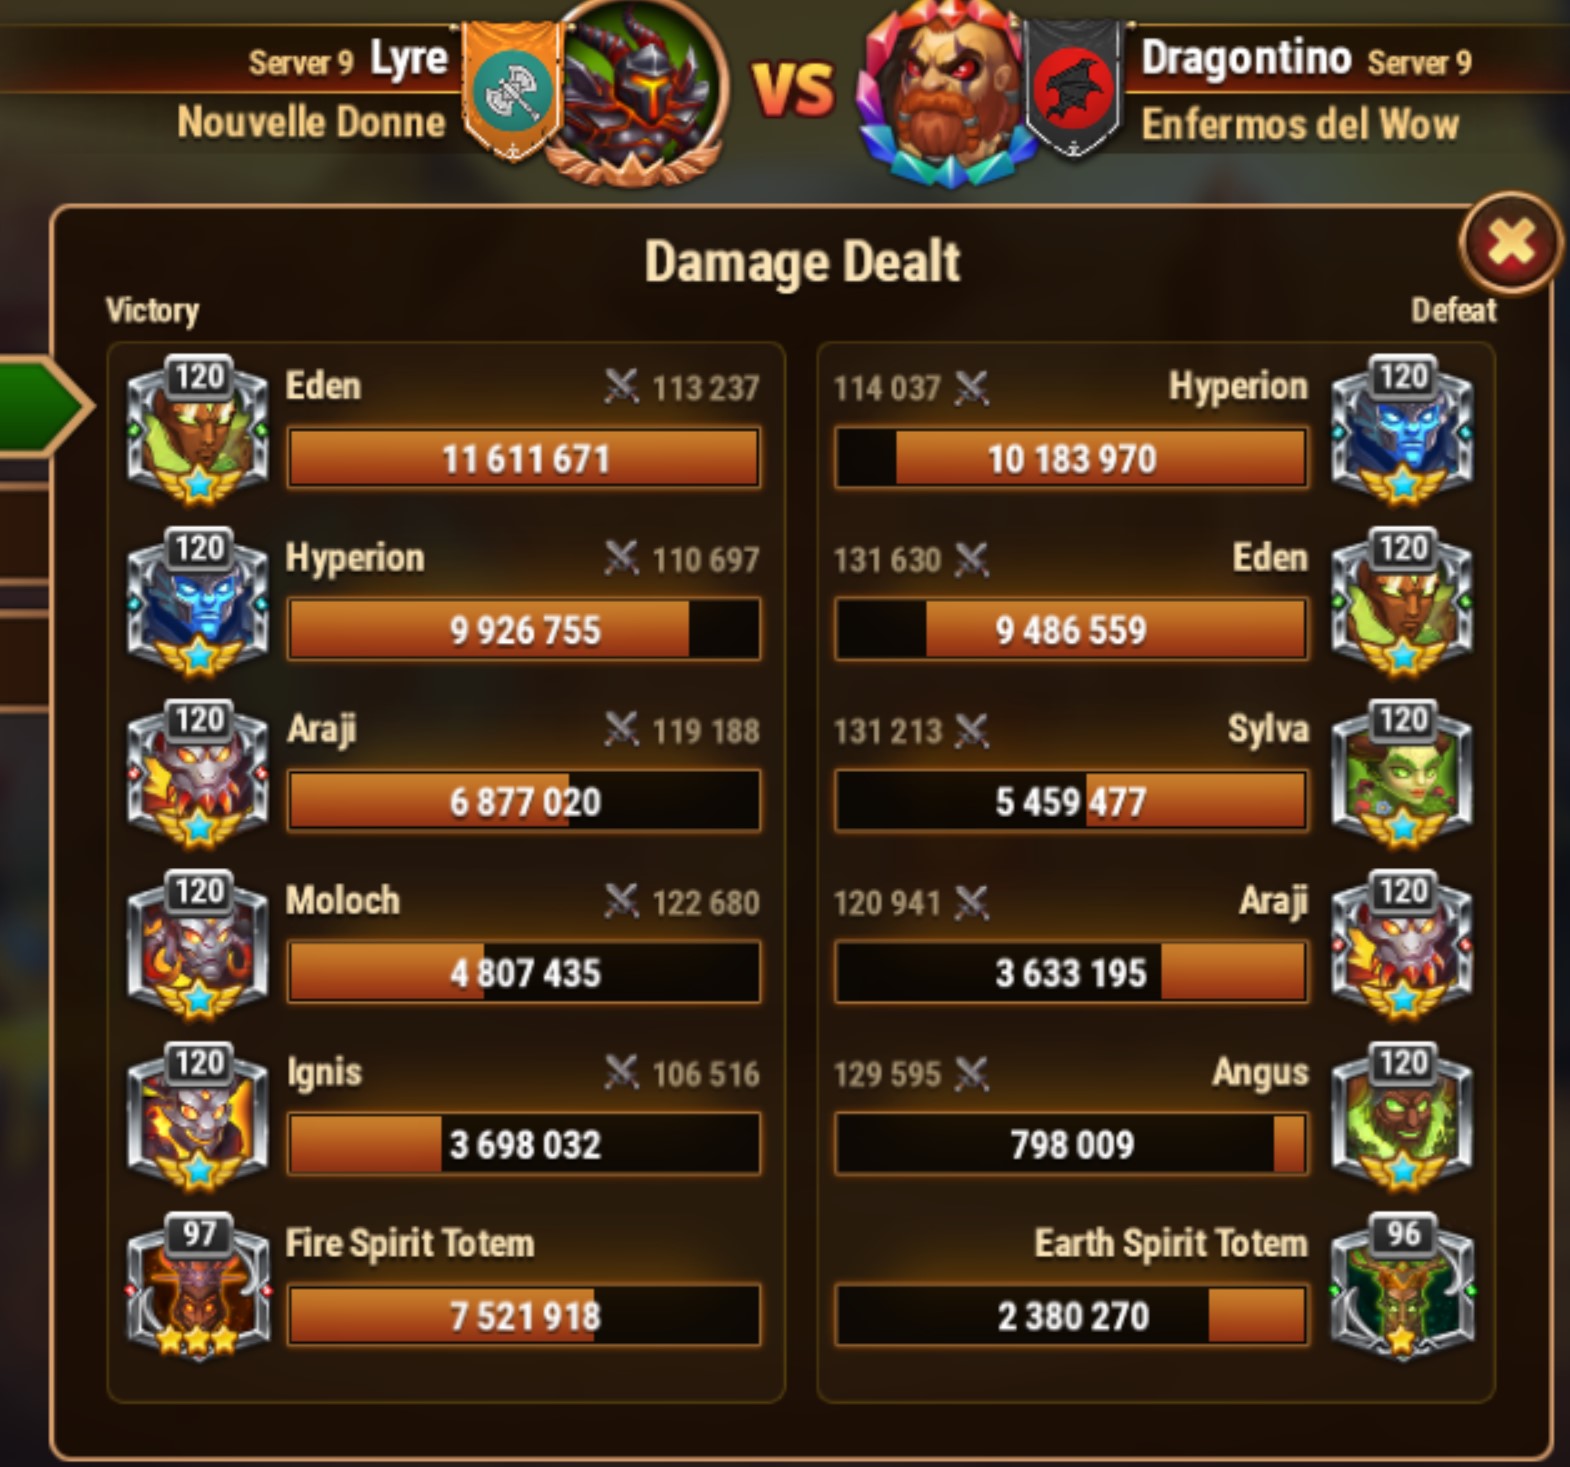 Server 9 Lyre
Nouvelle Donne
VS
Dragontino Server 9
Enfermos del Wow
Damage Dealt
Victory
Defeat
120 Eden 113 237
11 611 671
120 Hyperion 110 697
9 926 755
120 Araji 119 188
6 877 020
120 Moloch 122 680
4 807 435
120 Ignis 106 516
3 698 032
97 Fire Spirit Totem
7 521 918
114 037 Hyperion 120
10 183 970
131 630 Eden 120
9 486 559
131 213 Sylva 120
5 459 477
120 941 Araji 120
3 633 195
129 595 Angus 120
798 009
Earth Spirit Totem 96
2 380 270